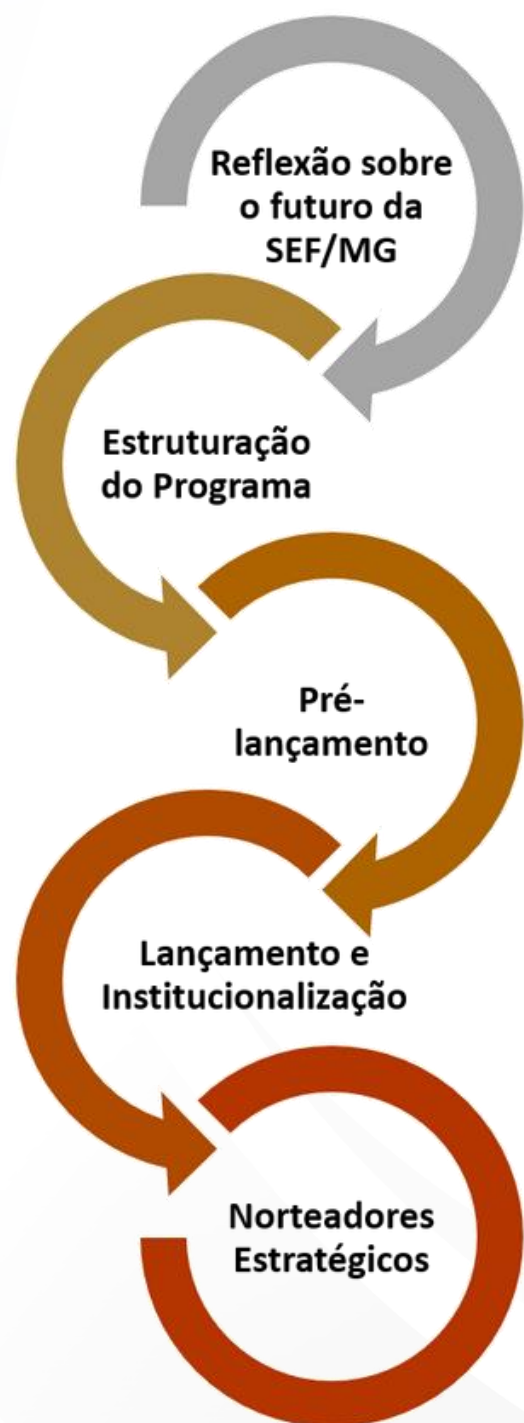 Reflexão sobre
o futuro da
SEF/MG
Estruturação
do Programa
Pré-
lançamento
Lançamento e
Institucionalização
Norteadores
Estratégicos